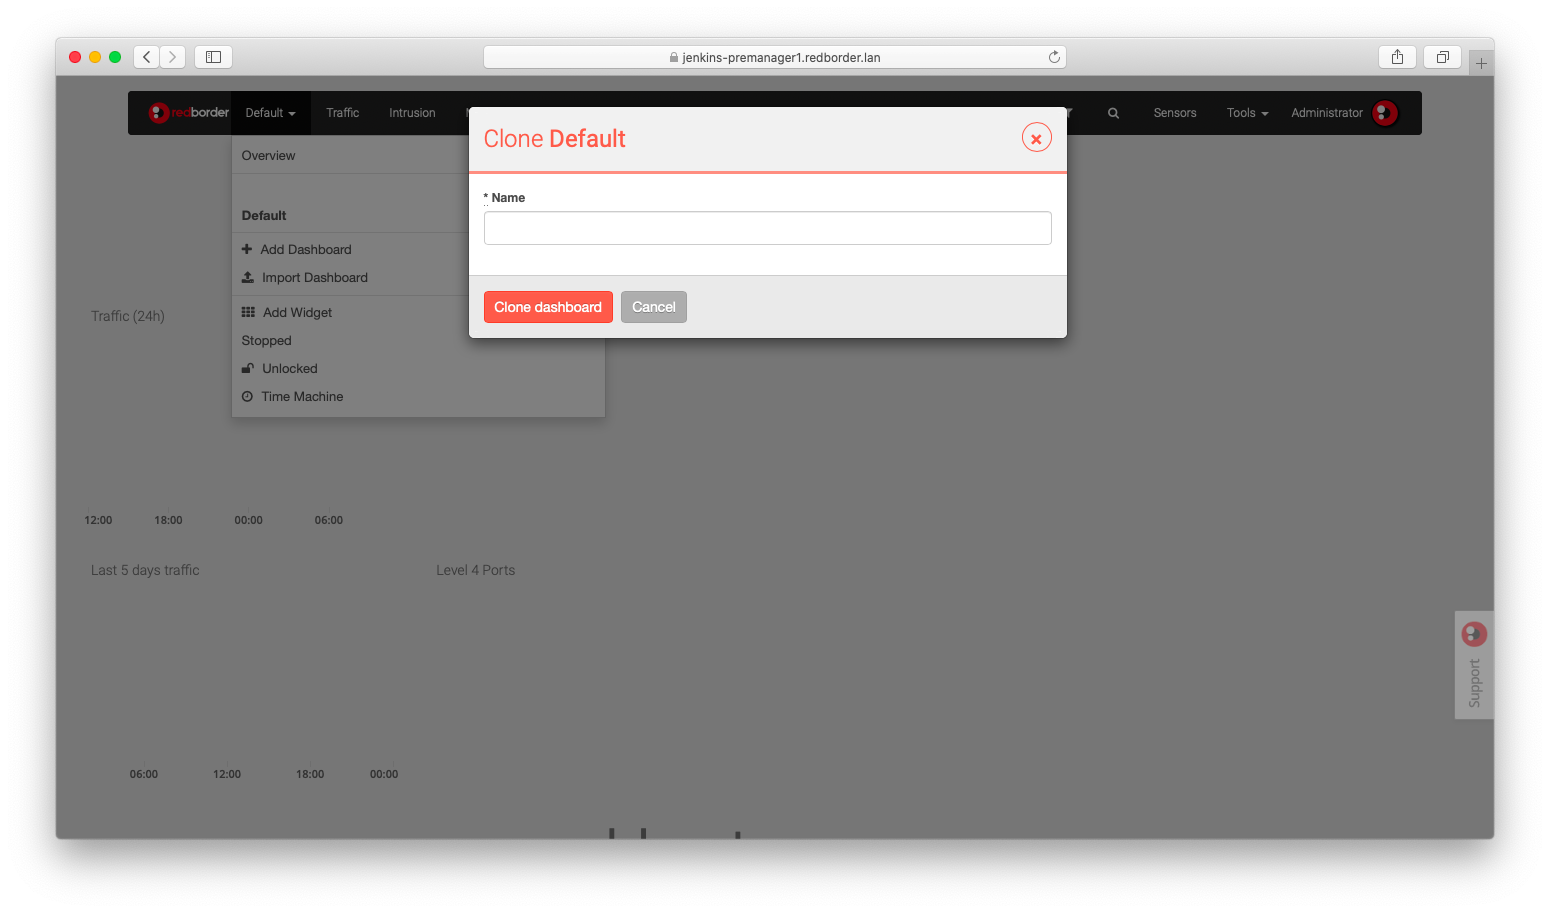 jenkins-premanager1.redborder.lan
redborder Default Traffic Intrusion Sensors Tools Administrator
Clone Default
Overview
* Name
Default
Add Dashboard
Import Dashboard
Clone dashboard Cancel
Traffic (24h)
Add Widget
Stopped
Unlocked
Time Machine
12:00 18:00 00:00 06:00
Last 5 days traffic Level 4 Ports
Support
06:00 12:00 18:00 00:00